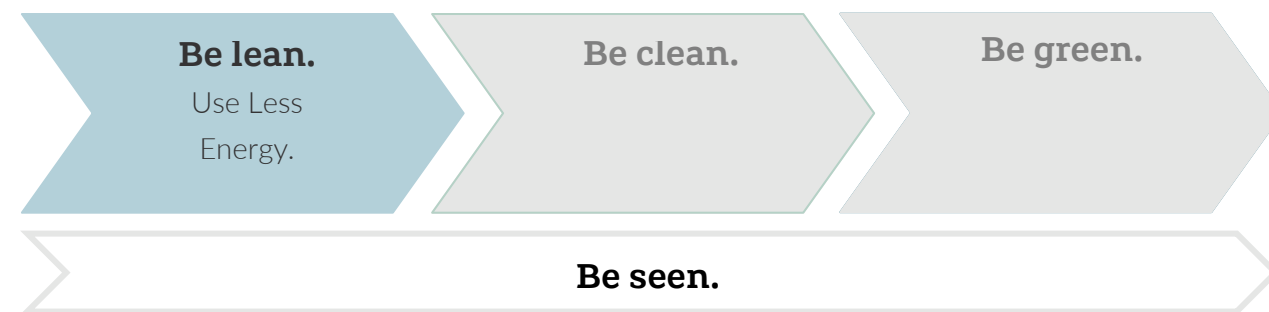 Be lean.
Use Less
Energy.
Be clean.
Be green.
Be seen.